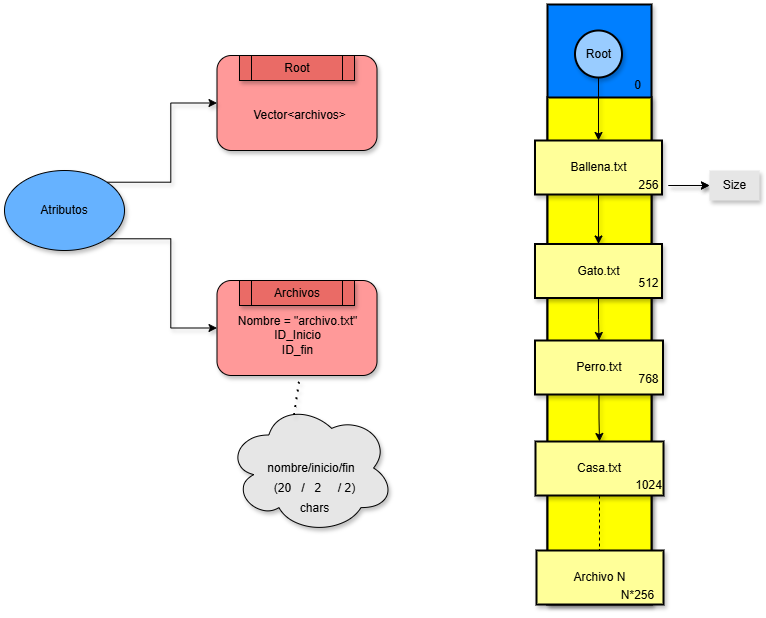 Root
Vector<archivos>
Atributos
Archivos
Nombre = "archivo.txt"
ID_Inicio
ID_fin
nombre/inicio/fin
(20 / 2 / 2)
chars
Root
0
Ballena.txt
256
Size
Gato.txt
512
Perro.txt
768
Casa.txt
1024
Archivo N
N*256